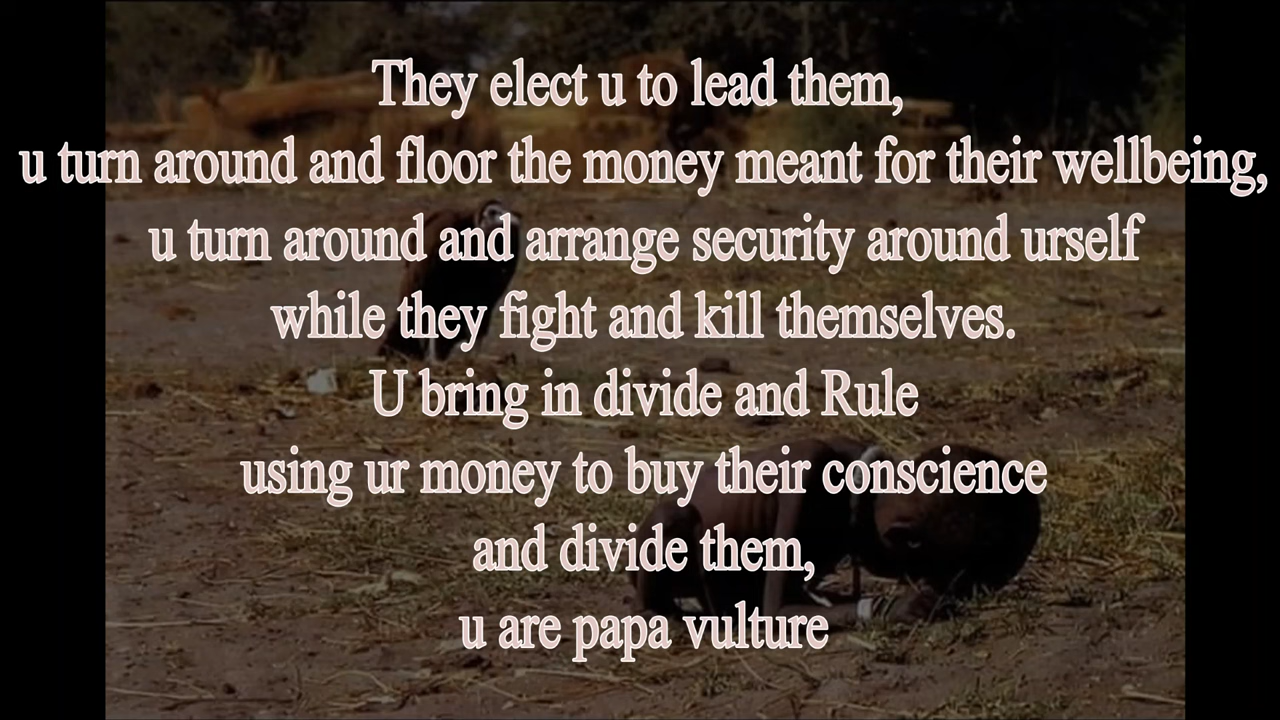 They elect u to lead them,
u turn around and floor the money meant for their wellbeing,
u turn around and arrange security around urself
while they fight and kill themselves.
U bring in divide and Rule
using ur money to buy their conscience
and divide them,
u are papa vulture